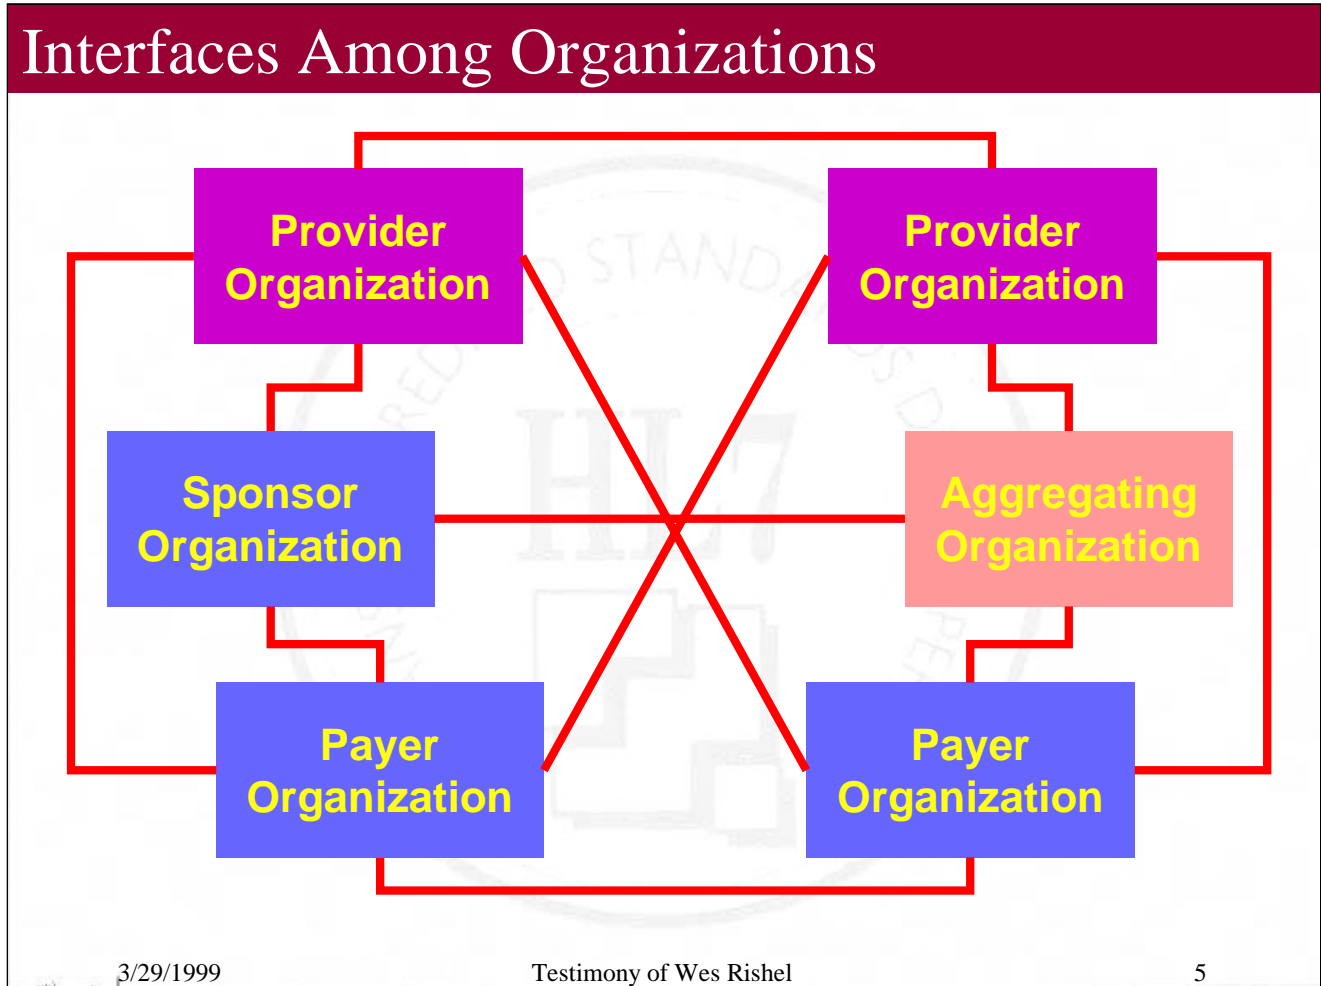 Interfaces Among Organizations
Provider
Organization
Provider
Organization
Sponsor
Organization
Aggregating
Organization
Payer
Organization
Payer
Organization
HL7
3/29/1999
Testimony of Wes Rishel
5